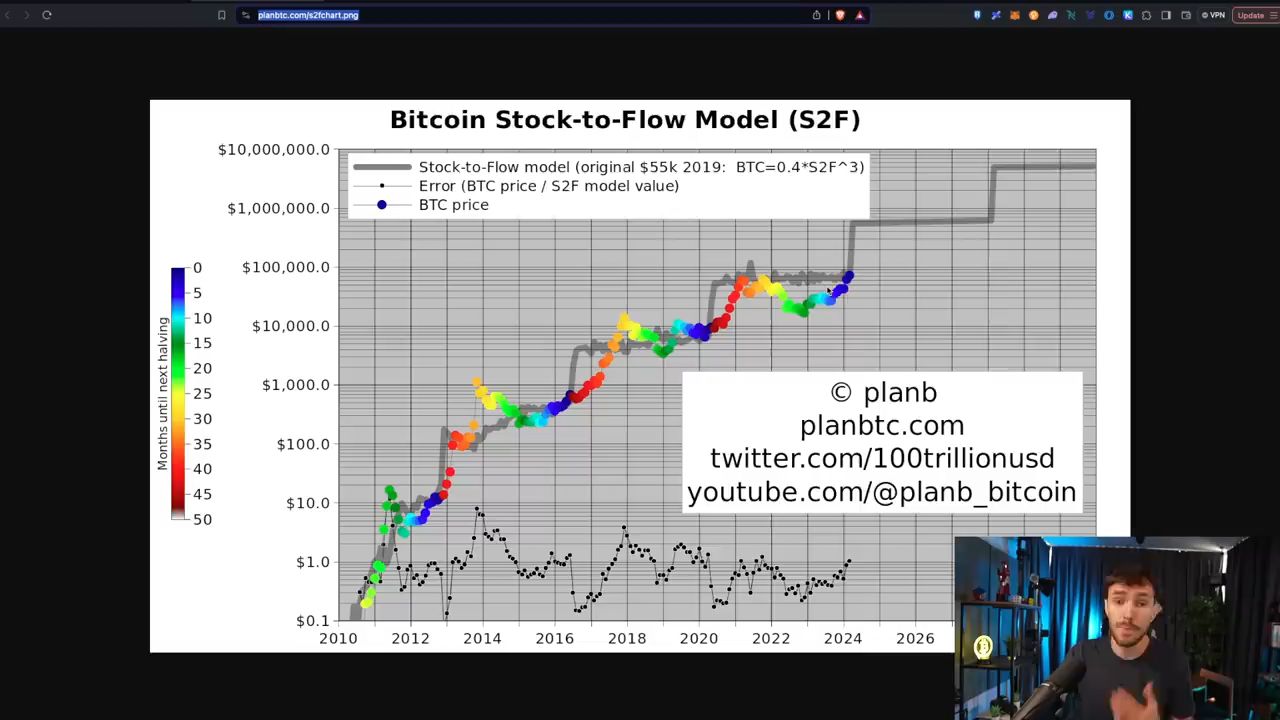 planbtc.com/s2fchart.png
VPN
Update
Bitcoin Stock-to-Flow Model (S2F)
$10,000,000.0
$1,000,000.0
$100,000.0
$10,000.0
$1,000.0
$100.0
$10.0
$1.0
$0.1
Stock-to-Flow model (original $55k 2019:  BTC=0.4*S2F^3)
Error (BTC price / S2F model value)
BTC price
Months until next halving
0
5
10
15
20
25
30
35
40
45
50
© planb
planbtc.com
twitter.com/100trillionusd
youtube.com/@planb_bitcoin
2010 2012 2014 2016 2018 2020 2022 2024 2026